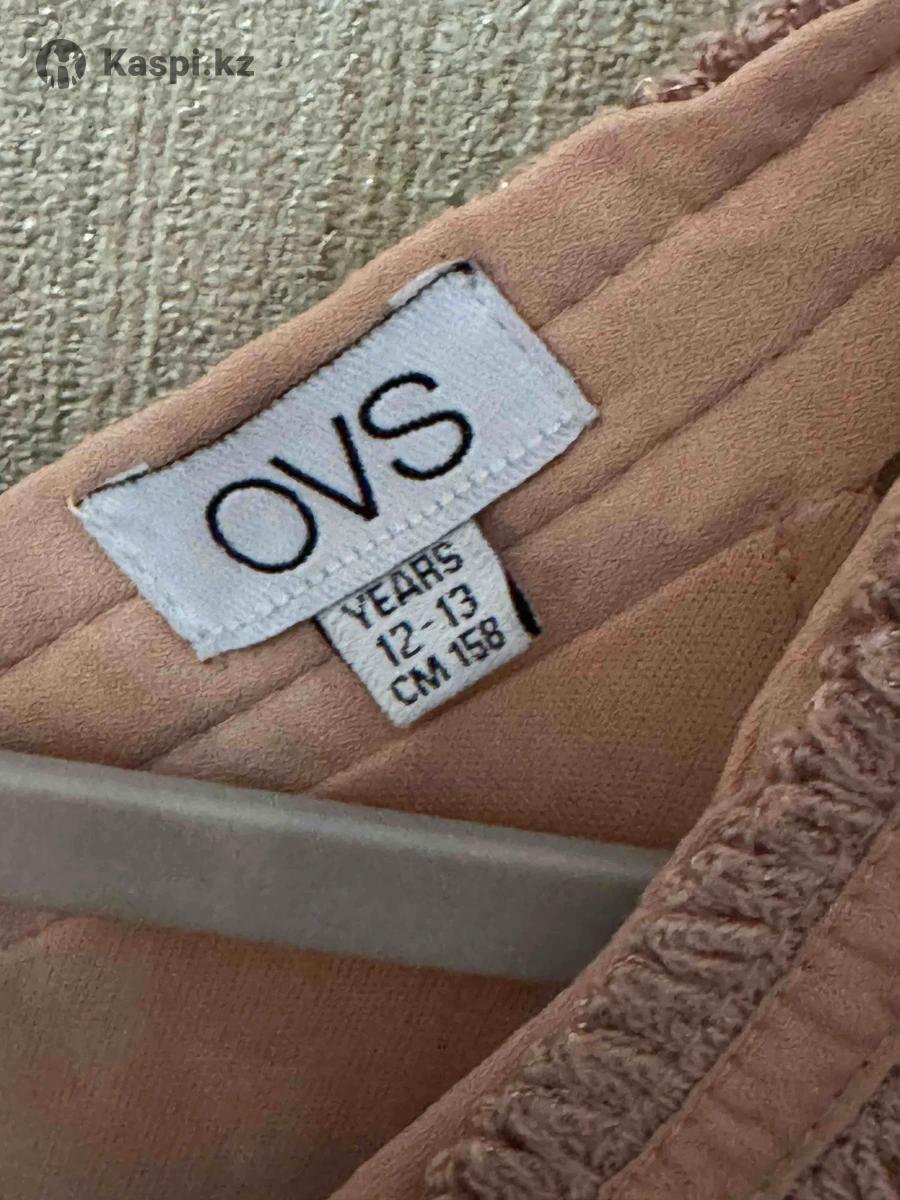 Kaspi.kz
OVS
YEARS
12-13
CM 158